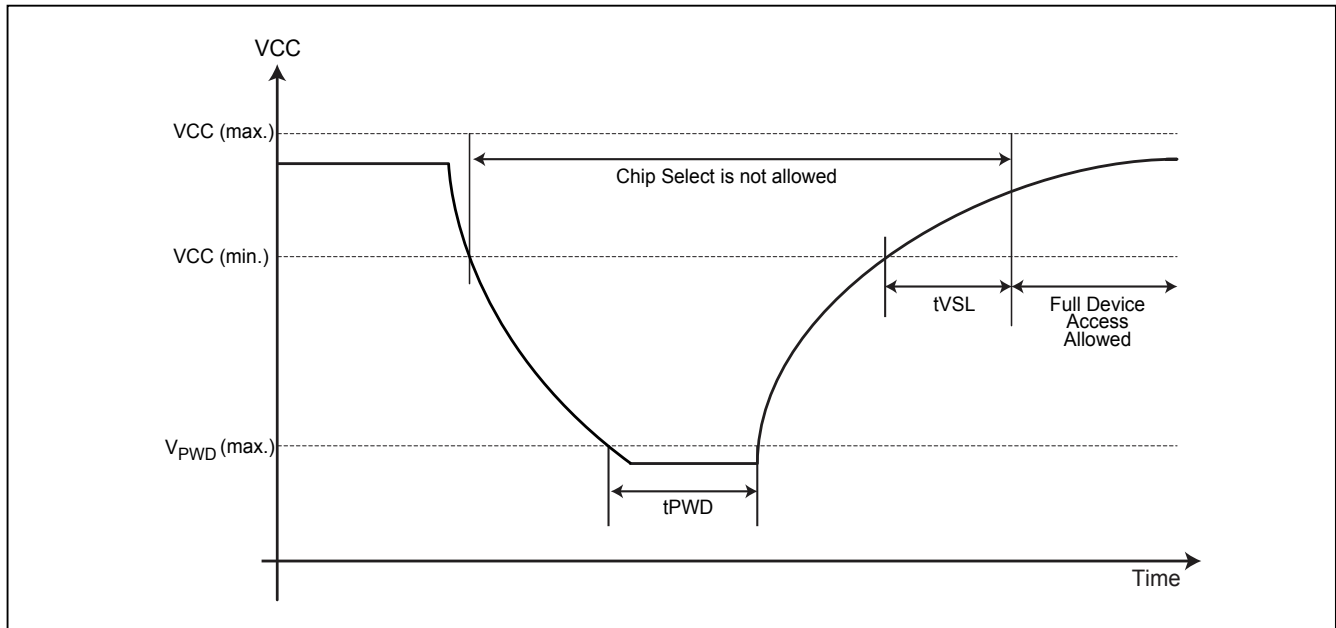 VCC
VCC (max.)
Chip Select is not allowed
VCC (min.)
tVSL
Full Device
Access
Allowed
VPWD (max.)
tPWD
Time